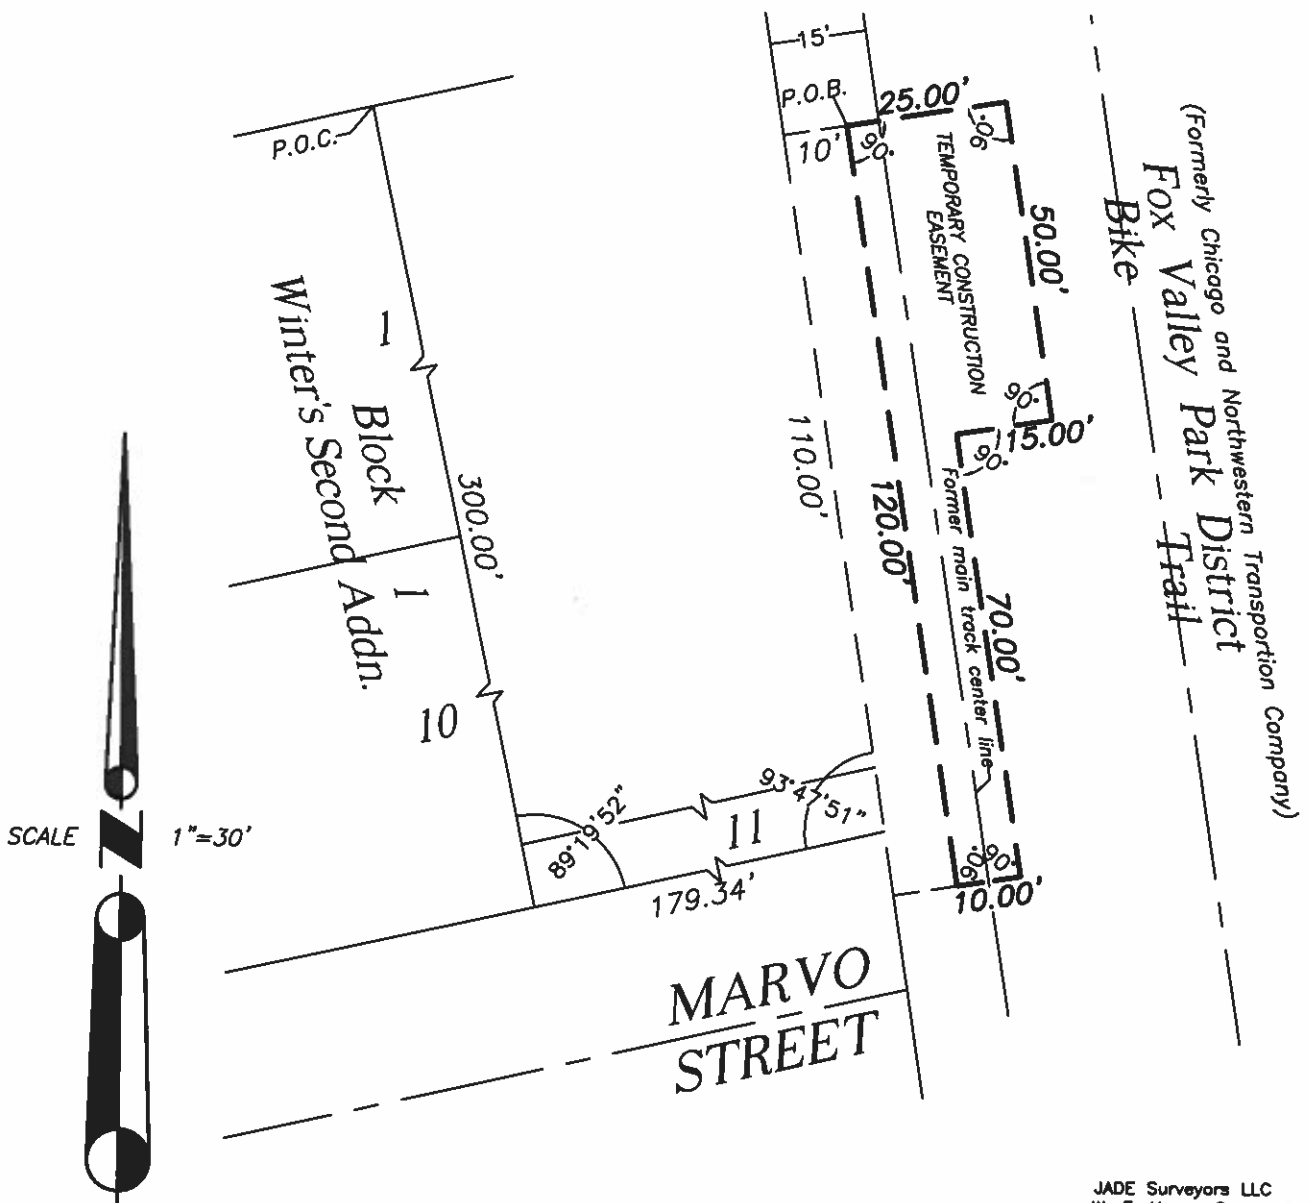 15'
P.O.B.
25.00'
90°
10'
90°
P.O.C.
TEMPORARY CONSTRUCTION
EASEMENT
50.00'
(Formerly Chicago and Northwestern Transportion Company)
Fox Valley Park District
Bike Trail
1
Block
1
Winter's Second Addn.
300.00'
10
110.00'
120.00'
90°
15.00'
90°
Former main track center line
70.00'
SCALE 1"=30'
89°19'52"
93°47'51"
11
179.34'
90°
90°
10.00'
MARVO
STREET
JADE Surveyors LLC